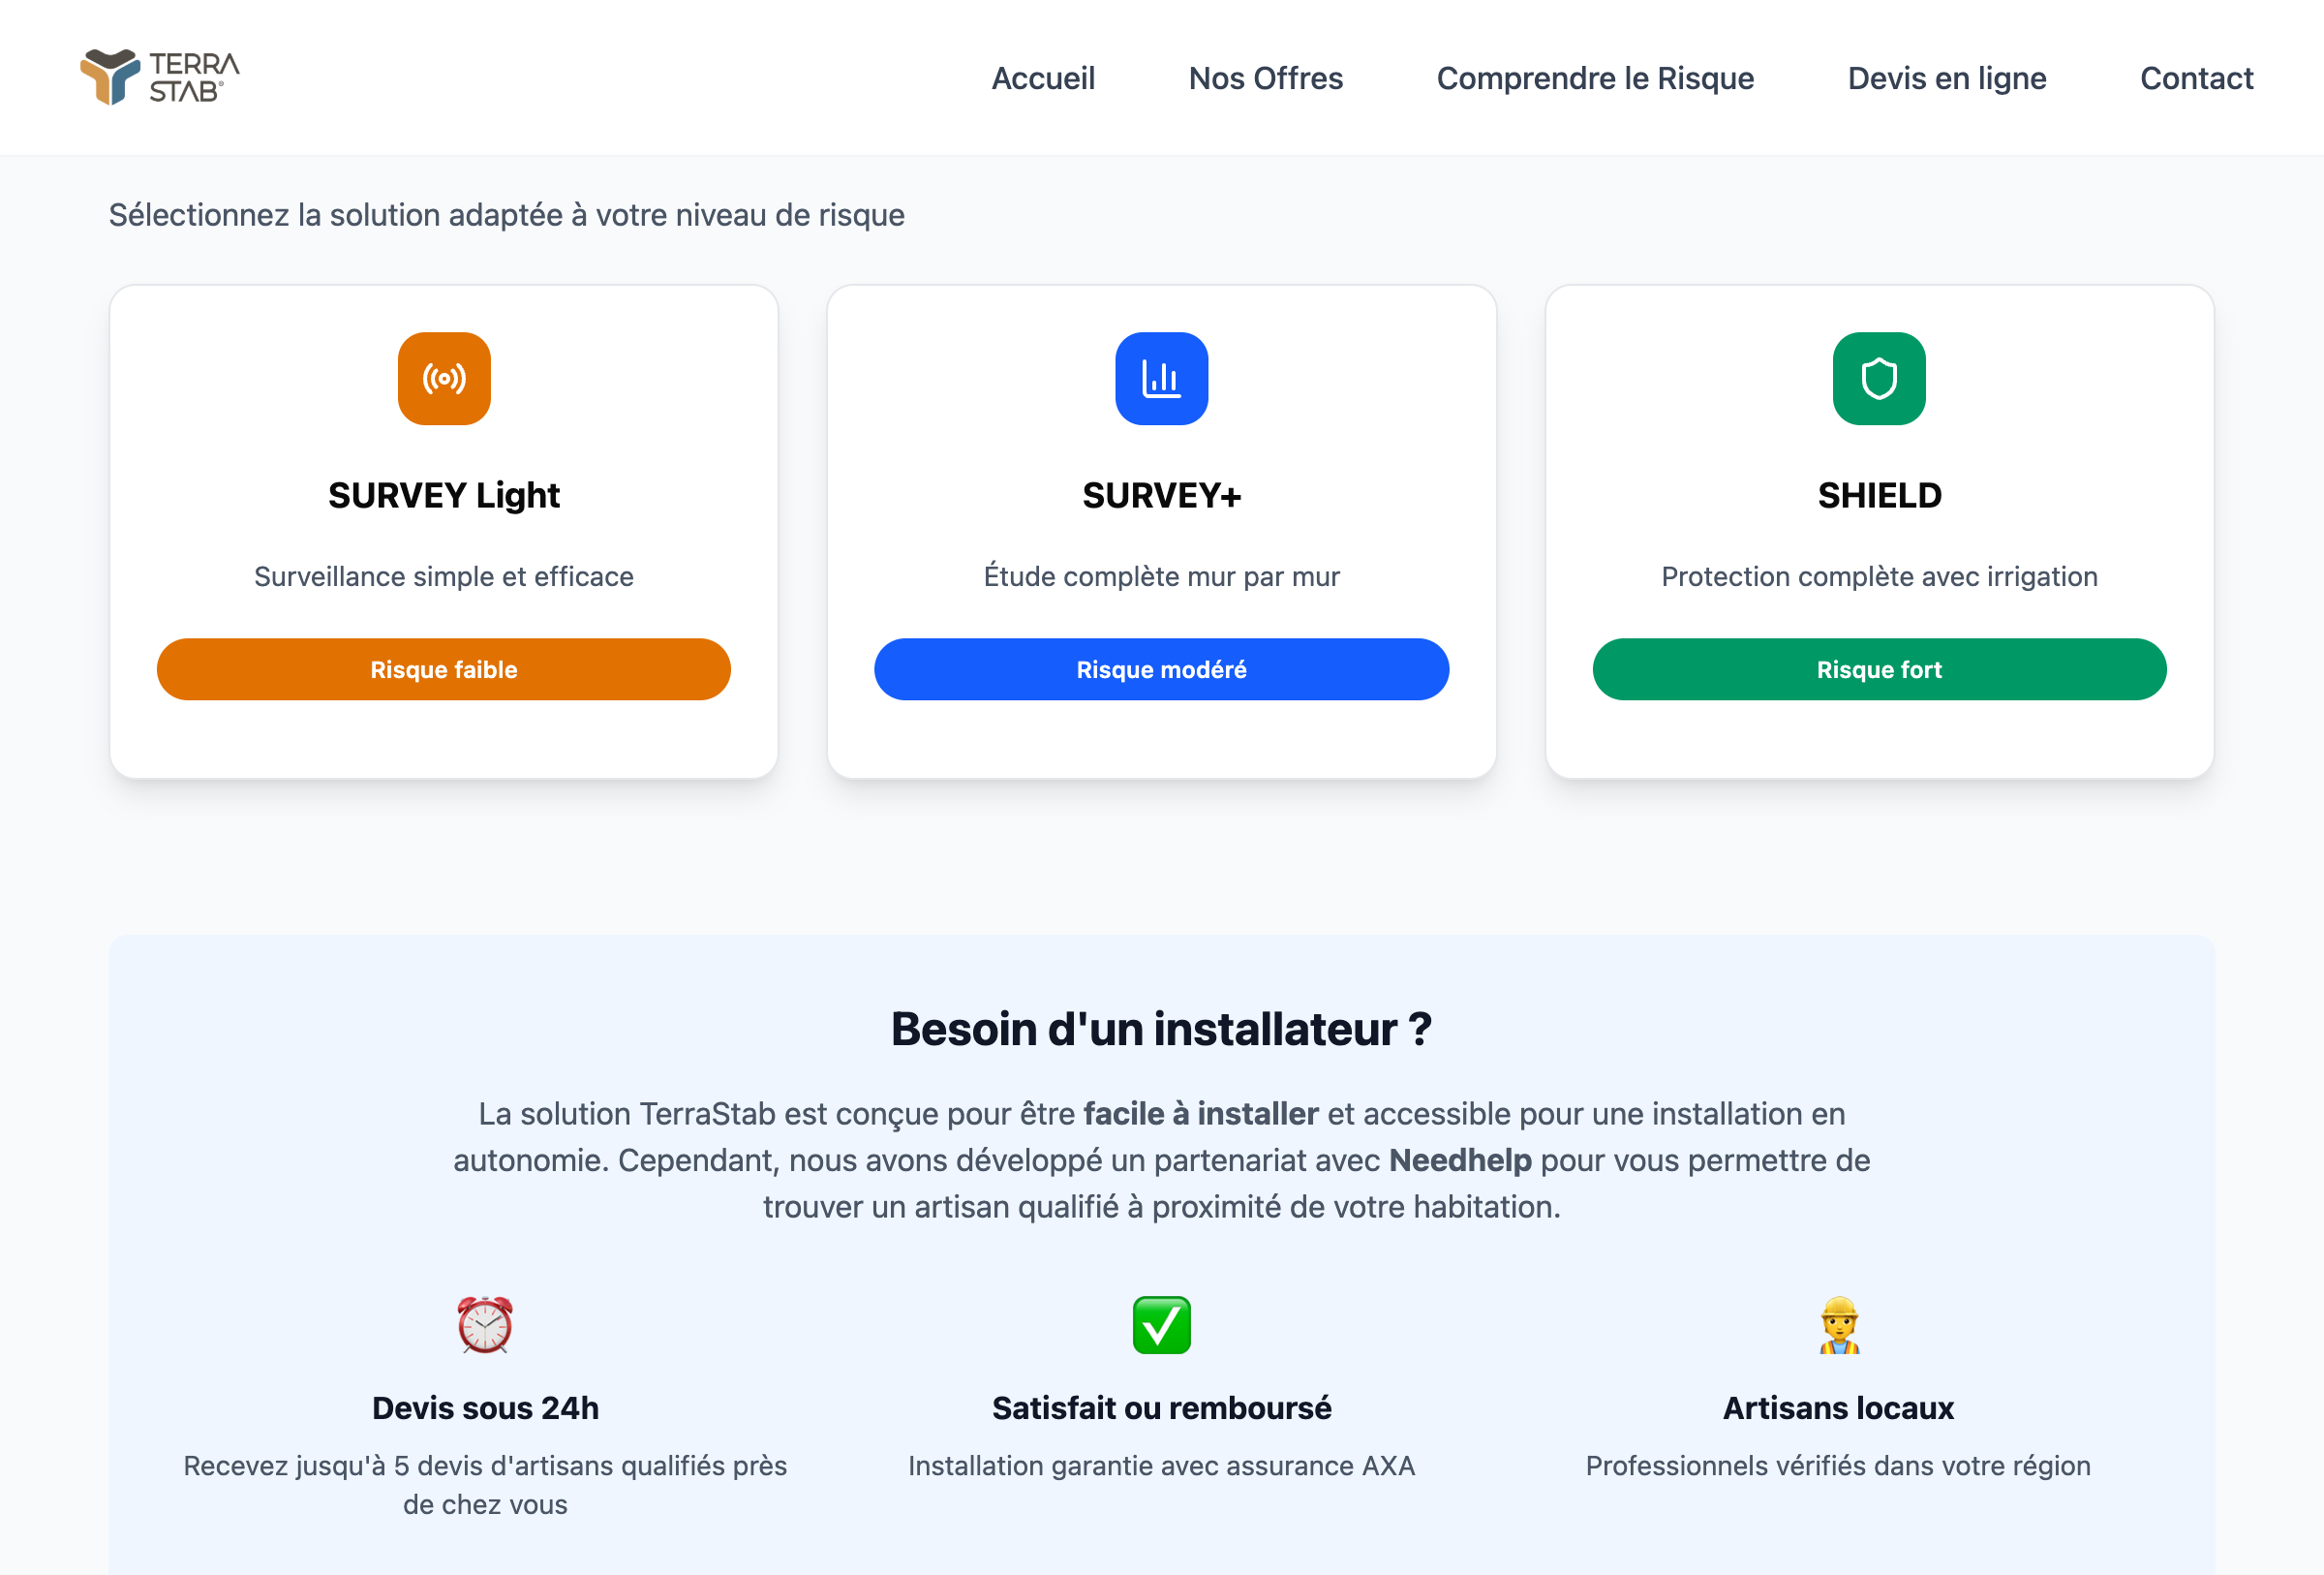 TERRA
STAB®
Accueil
Nos Offres
Comprendre le Risque
Devis en ligne
Contact
Sélectionnez la solution adaptée à votre niveau de risque
SURVEY Light
Surveillance simple et efficace
Risque faible
SURVEY+
Étude complète mur par mur
Risque modéré
SHIELD
Protection complète avec irrigation
Risque fort
Besoin d'un installateur ?
La solution TerraStab est conçue pour être facile à installer et accessible pour une installation en
autonomie. Cependant, nous avons développé un partenariat avec Needhelp pour vous permettre de
trouver un artisan qualifié à proximité de votre habitation.
Devis sous 24h
Recevez jusqu'à 5 devis d'artisans qualifiés près
de chez vous
Satisfait ou remboursé
Installation garantie avec assurance AXA
Artisans locaux
Professionnels vérifiés dans votre région